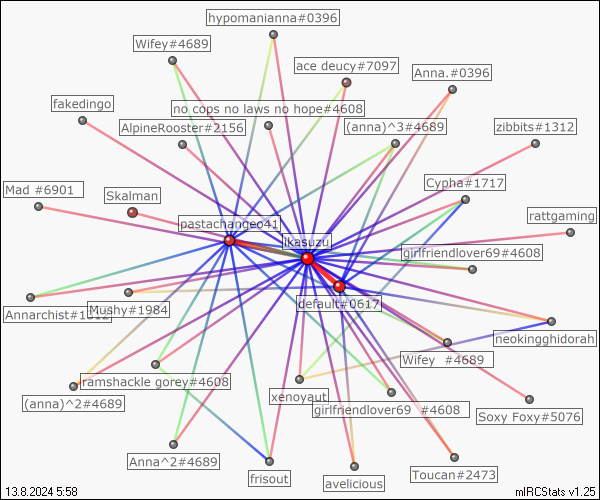 hypomanianna#0396
Wifey#4689
ace deucy#7097
Anna.#0396
fakedingo
no cops no laws no hope#4608
AlpineRooster#2156
(anna)^3#4689
zibbits#1312
Mad #6901
Skalman
Cypha#1717
pastachangeo41
rattgaming
ikasuzu
girlfriendlover69#4608
default#0617
Mushy#1984
neokingghidorah
Wifey #4689
ramshackle gorey#4608
xenoyaut
(anna)^2#4689
girlfriendlover69 #4608
Soxy Foxy#5076
Anna^2#4689
frisout
avelicious
Toucan#2473
13.8.2024 5:58
mIRCStats v1.25